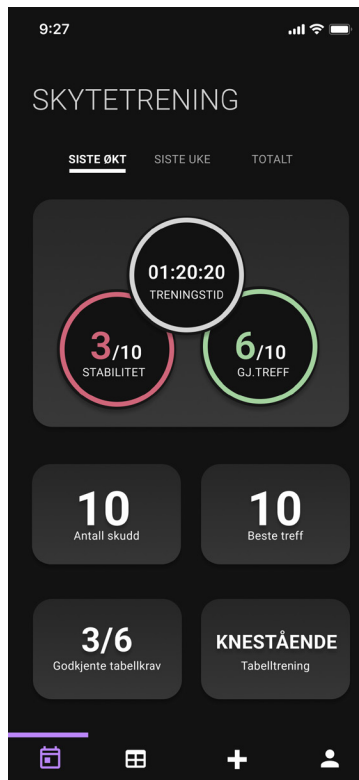 9:27
SKYTETRENING
SISTE ØKT SISTE UKE TOTALT
01:20:20
TRENINGSTID
3/10
STABILITET
6/10
GJ.TREFF
10
Antall skudd
10
Beste treff
3/6
Godkjente tabellkrav
KNESTÅENDE
Tabelltrening